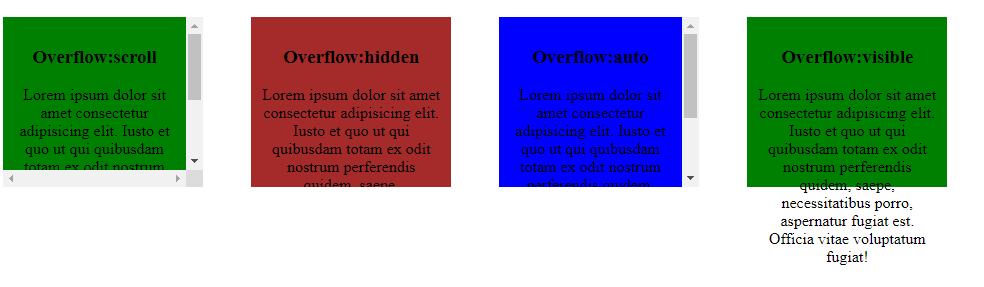 Overflow:scroll
Lorem ipsum dolor sit
amet consectetur
adipisicing elit. Iusto et
quo ut qui quibusdam
totam ex odit nostrum
Overflow:hidden
Lorem ipsum dolor sit amet
consectetur adipisicing elit.
Iusto et quo ut qui
quibusdam totam ex odit
nostrum perferendis
quidem, saepe,
Overflow:auto
Lorem ipsum dolor sit
amet consectetur
adipisicing elit. Iusto et
quo ut qui quibusdam
totam ex odit nostrum
perferendis quidem,
Overflow:visible
Lorem ipsum dolor sit amet
consectetur adipisicing elit.
Iusto et quo ut qui
quibusdam totam ex odit
nostrum perferendis
quidem, saepe,
necessitatibus porro,
aspernatur fugiat est.
Officia vitae voluptatum
fugiat!